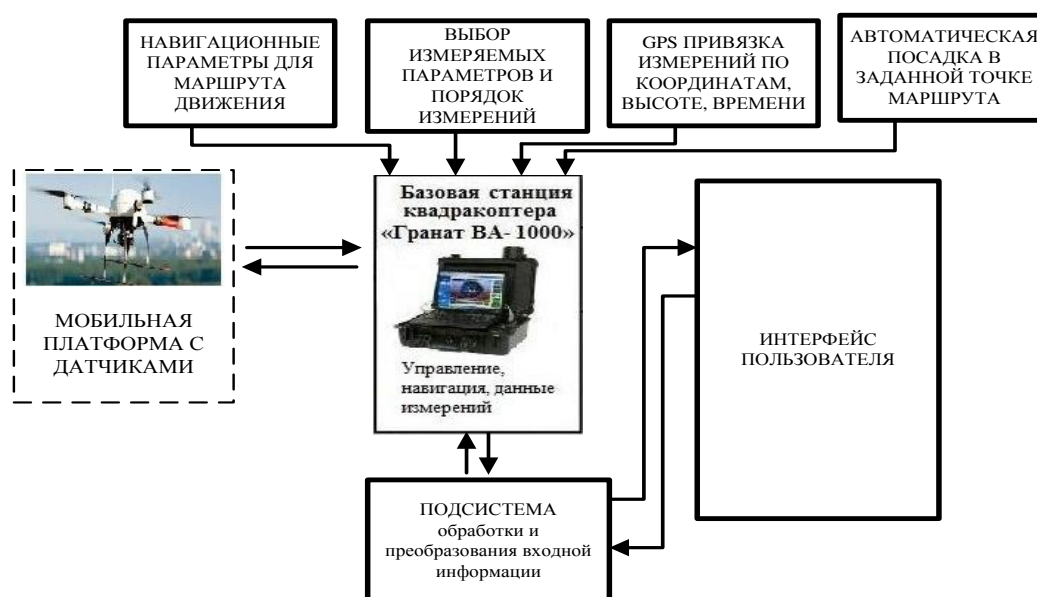 НАВИГАЦИОННЫЕ
ПАРАМЕТРЫ ДЛЯ
МАРШРУТА
ДВИЖЕНИЯ
ВЫБОР
ИЗМЕРЯЕМЫХ
ПАРАМЕТРОВ И
ПОРЯДОК
ИЗМЕРЕНИЙ
GPS ПРИВЯЗКА
ИЗМЕРЕНИЙ ПО
КООРДИНАТАМ,
ВЫСОТЕ, ВРЕМЕНИ
АВТОМАТИЧЕСКАЯ
ПОСАДКА В
ЗАДАННОЙ ТОЧКЕ
МАРШРУТА
МОБИЛЬНАЯ
ПЛАТФОРМА С
ДАТЧИКАМИ
Базовая станция
квадракоптера
«Гранат ВА- 1000»
Управление,
навигация, данные
измерений
ИНТЕРФЕЙС
ПОЛЬЗОВАТЕЛЯ
ПОДСИСТЕМА
обработки и
преобразования входной
информации